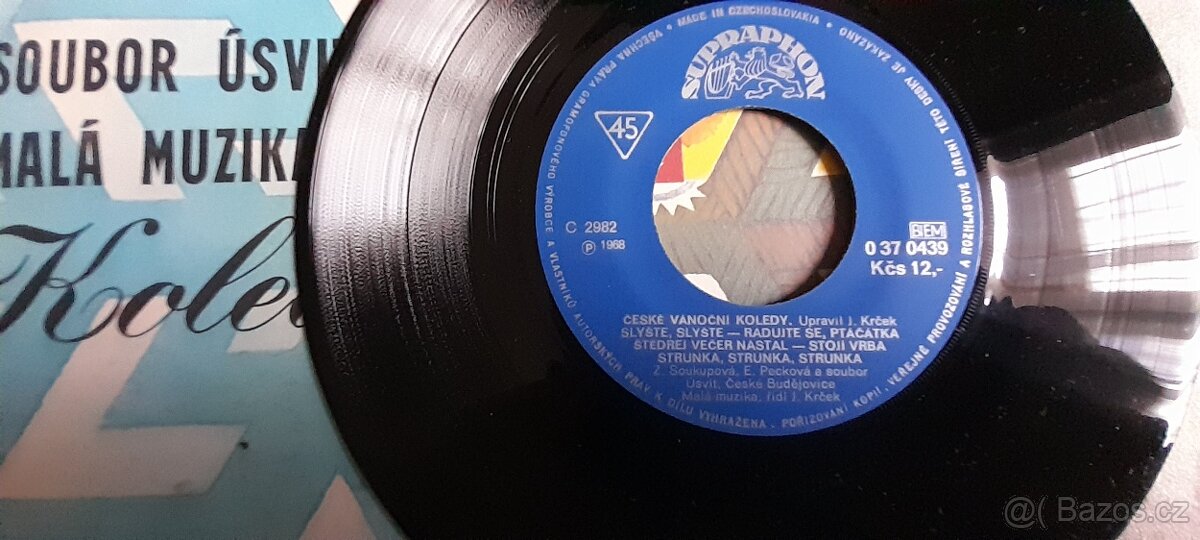 SOUBOR ÚSVI
MALÁ MUZIKA
Kole
SUPRAPHON
45
C 2982
Ⓟ 1968
BIEM
0 37 0439
Kčs 12,-
ČESKÉ VÁNOČNÍ KOLEDY. Upravil J. Krček
SLYŠTE, SLYŠTE — RADUJTE SE, PTÁČÁTKA
ŠTĚDREJ VEČER NASTAL — STOJÍ VRBA
STRUNKA, STRUNKA, STRUNKA
Z. Soukupová, E. Pecková a soubor
Úsvit, České Budějovice
Malá muzika, řídí J. Krček
• MADE IN CZECHOSLOVAKIA •
VŠECHNA PRÁVA GRAMOFONOVÉHO VÝROBCE A VLASTNÍKŮ AUTORSKÝCH PRÁV K DÍLU VYHRAŽENA. POŘIZOVÁNÍ KOPIÍ, VEŘEJNÉ PROVOZOVÁNÍ A ROZHLASOVÉ ŠÍŘENÍ TÉTO DESKY JE ZAKÁZÁNO
@( Bazos.cz